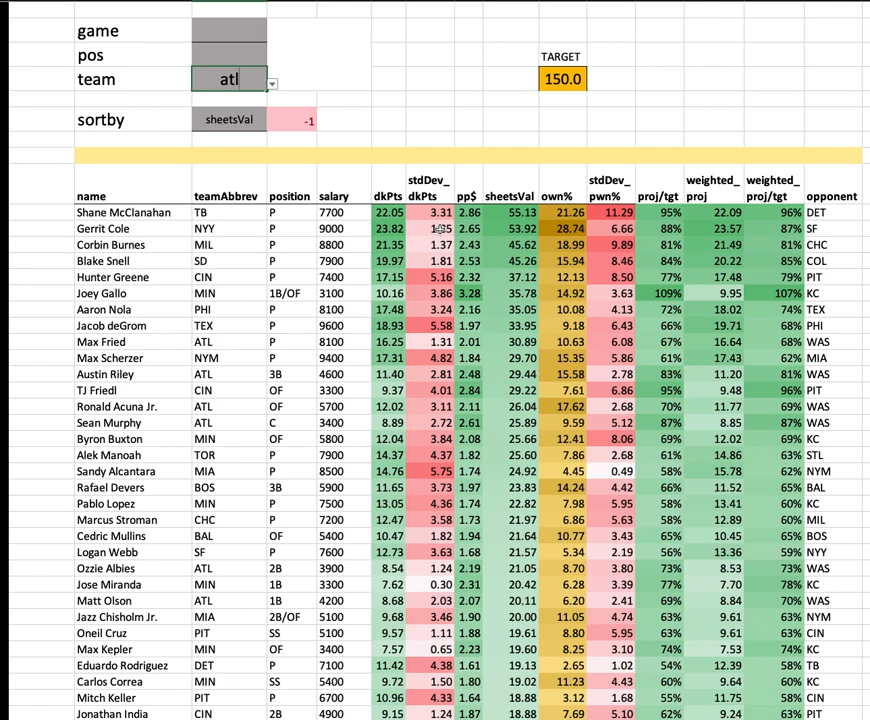 game
pos
TARGET
team atl 150.0
sortby sheetsVal -1
stdDev_ stdDev_ weighted_ weighted_
name teamAbbrev position salary dkPts dkPts pp$ sheetsVal own% pwn% proj/tgt proj proj/tgt opponent
Shane McClanahan TB P 7700 22.05 3.31 2.86 55.13 21.26 11.29 95% 22.09 96% DET
Gerrit Cole NYY P 9000 23.82 2.65 53.92 28.74 6.66 88% 23.57 87% SF
Corbin Burnes MIL P 8800 21.35 1.37 2.43 45.62 18.99 9.89 81% 21.49 81% CHC
Blake Snell SD P 7900 19.97 1.81 2.53 45.26 15.94 8.46 84% 20.22 85% COL
Hunter Greene CIN P 7400 17.15 5.16 2.32 37.12 12.13 8.50 77% 17.48 79% PIT
Joey Gallo MIN 1B/OF 3100 10.16 3.86 3.28 35.78 14.92 3.63 109% 9.95 107% KC
Aaron Nola PHI P 8100 17.48 3.24 2.16 35.05 10.08 4.13 72% 18.02 74% TEX
Jacob deGrom TEX P 9600 18.93 5.58 1.97 33.95 9.18 6.43 66% 19.71 68% PHI
Max Fried ATL P 8100 16.25 1.31 2.01 30.89 10.63 6.08 67% 16.64 68% WAS
Max Scherzer NYM P 9400 17.31 4.82 1.84 29.70 15.35 5.86 61% 17.43 62% MIA
Austin Riley ATL 3B 4600 11.40 2.81 2.48 29.44 15.58 2.78 83% 11.20 81% WAS
TJ Friedl CIN OF 3300 9.37 4.01 2.84 29.22 7.61 6.86 95% 9.48 96% PIT
Ronald Acuna Jr. ATL OF 5700 12.02 3.11 2.11 26.04 17.62 2.68 70% 11.77 69% WAS
Sean Murphy ATL C 3400 8.89 2.72 2.61 25.89 9.59 5.12 87% 8.85 87% WAS
Byron Buxton MIN OF 5800 12.04 3.84 2.08 25.66 12.41 8.06 69% 12.02 69% KC
Alek Manoah TOR P 7900 14.37 4.37 1.82 25.60 7.86 2.68 61% 14.86 63% STL
Sandy Alcantara MIA P 8500 14.76 5.75 1.74 24.92 4.45 0.49 58% 15.78 62% NYM
Rafael Devers BOS 3B 5900 11.65 3.73 1.97 23.83 14.24 4.42 66% 11.52 65% BAL
Pablo Lopez MIN P 7500 13.05 4.36 1.74 22.82 7.98 5.95 58% 13.41 60% KC
Marcus Stroman CHC P 7200 12.47 3.58 1.73 21.97 6.86 5.63 58% 12.89 60% MIL
Cedric Mullins BAL OF 5400 10.47 1.82 1.94 21.64 10.77 3.43 65% 10.45 65% BOS
Logan Webb SF P 7600 12.73 3.63 1.68 21.57 5.34 2.19 56% 13.36 59% NYY
Ozzie Albies ATL 2B 3900 8.54 1.24 2.19 21.05 8.70 3.80 73% 8.53 73% WAS
Jose Miranda MIN 1B 3300 7.62 0.30 2.31 20.42 6.28 3.39 77% 7.70 78% KC
Matt Olson ATL 1B 4200 8.68 2.03 2.07 20.11 6.20 2.41 69% 8.84 70% WAS
Jazz Chisholm Jr. MIA 2B/OF 5100 9.68 3.46 1.90 20.00 11.05 4.74 63% 9.61 63% NYM
Oneil Cruz PIT SS 5100 9.57 1.11 1.88 19.61 8.80 5.95 63% 9.61 63% CIN
Max Kepler MIN OF 3400 7.57 0.65 2.23 19.60 8.25 3.10 74% 7.53 74% KC
Eduardo Rodriguez DET P 7100 11.42 4.38 1.61 19.13 2.65 1.02 54% 12.39 58% TB
Carlos Correa MIN SS 5400 9.72 1.50 1.80 19.02 11.23 4.43 60% 9.64 60% KC
Mitch Keller PIT P 6700 10.96 4.33 1.64 18.88 3.12 1.68 55% 11.75 58% CIN
Jonathan India CIN 2B 4900 9.15 1.24 1.87 18.88 7.69 5.10 62% 9.24 63% PIT